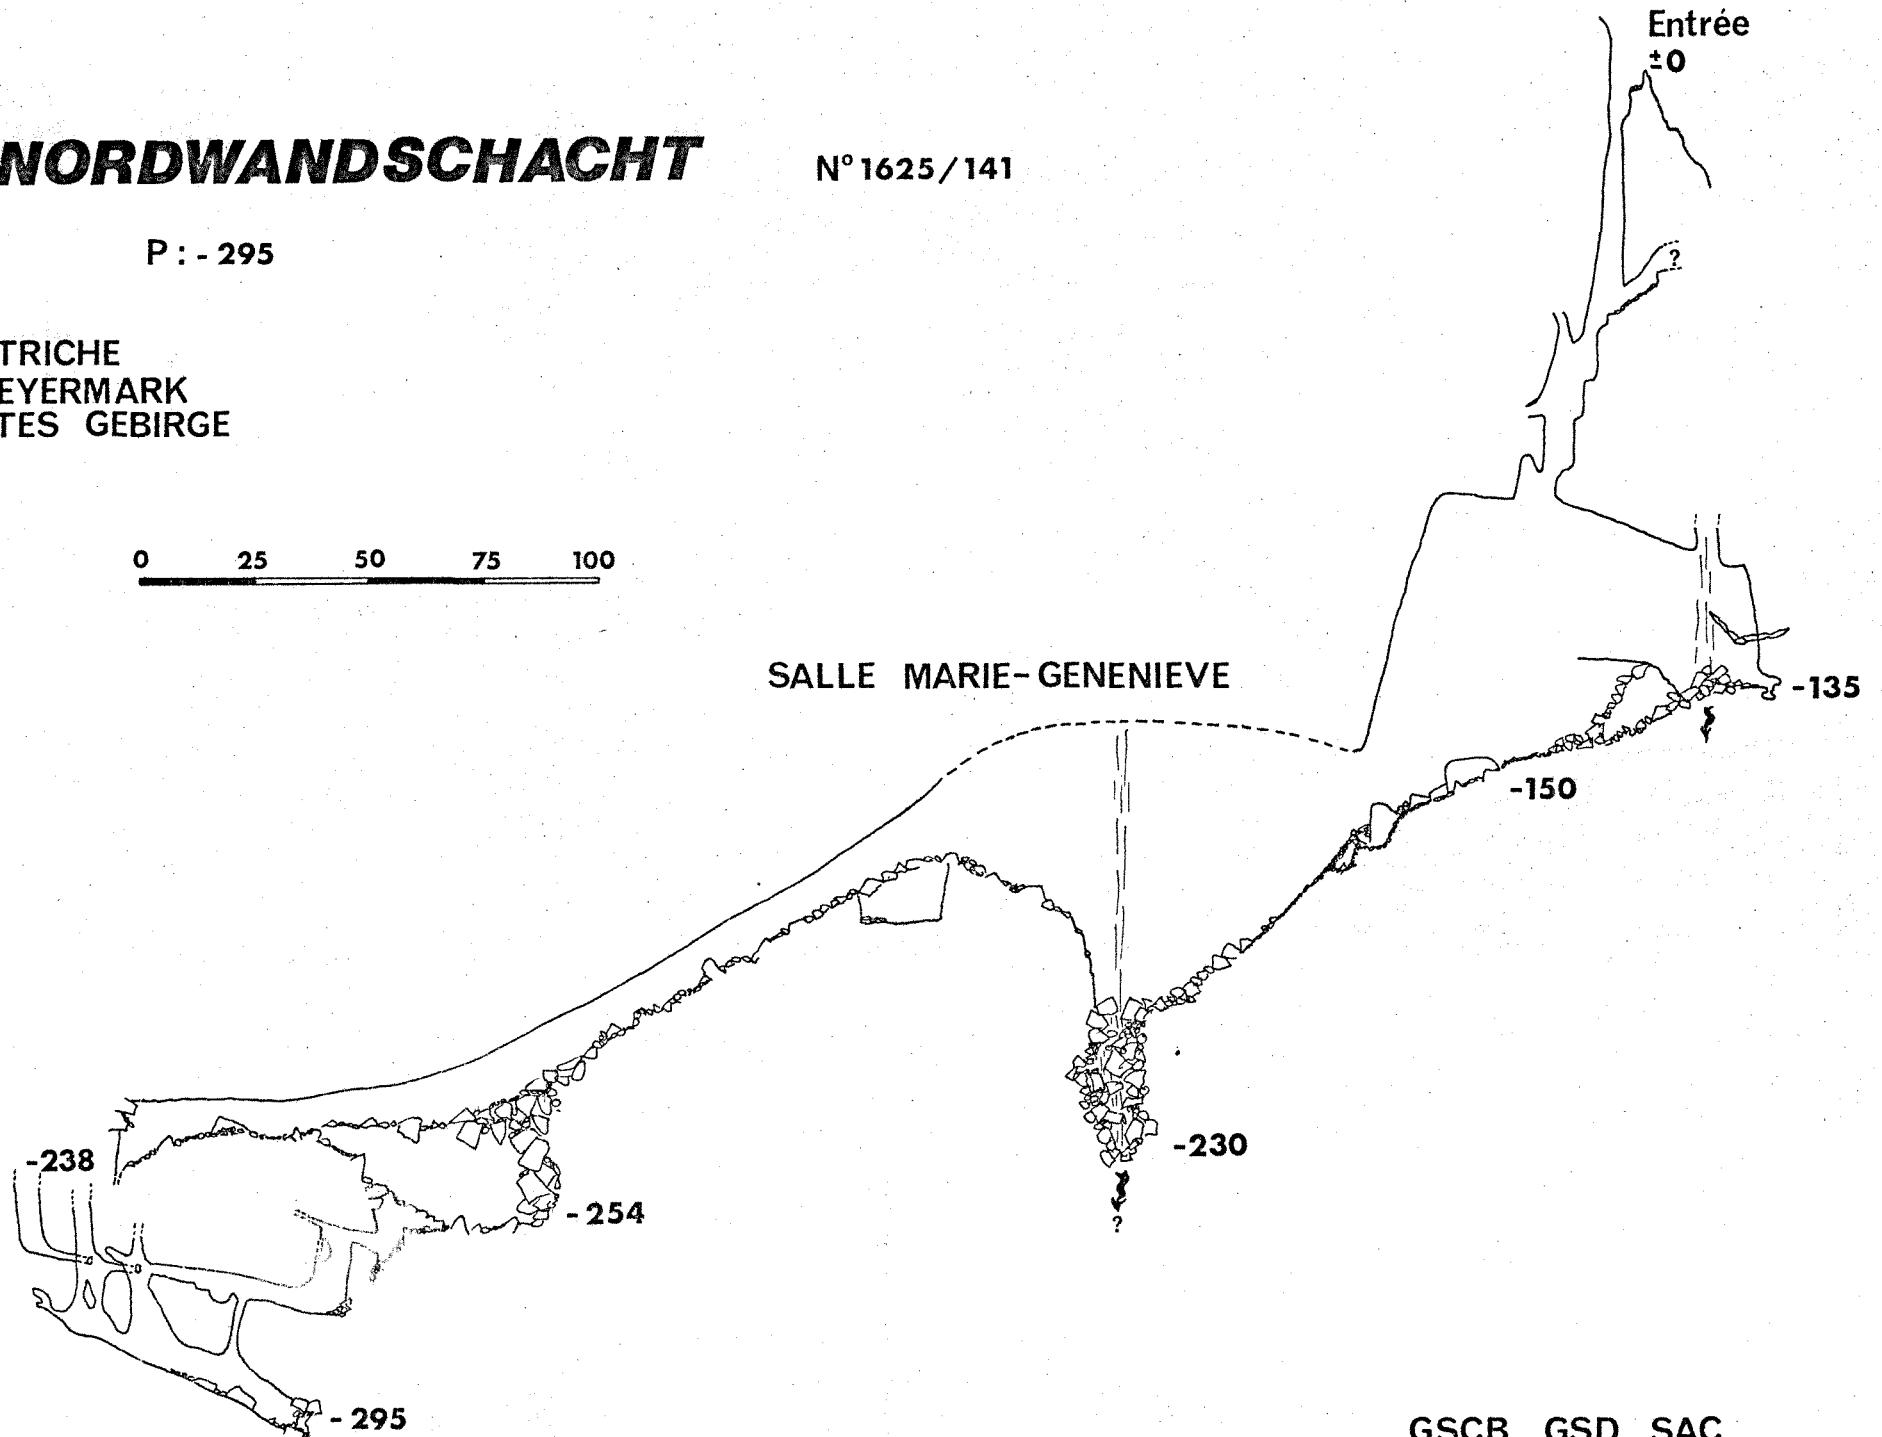 Entrée
±0
NORDWANDSCHACHT N° 1625/141
P : - 295
?
TRICHE
EYERMARK
TES GEBIRGE
0 25 50 75 100
SALLE MARIE-GENENIEVE
-135
-150
-230
-238
-254
?
-295
GSCB GSD SAC